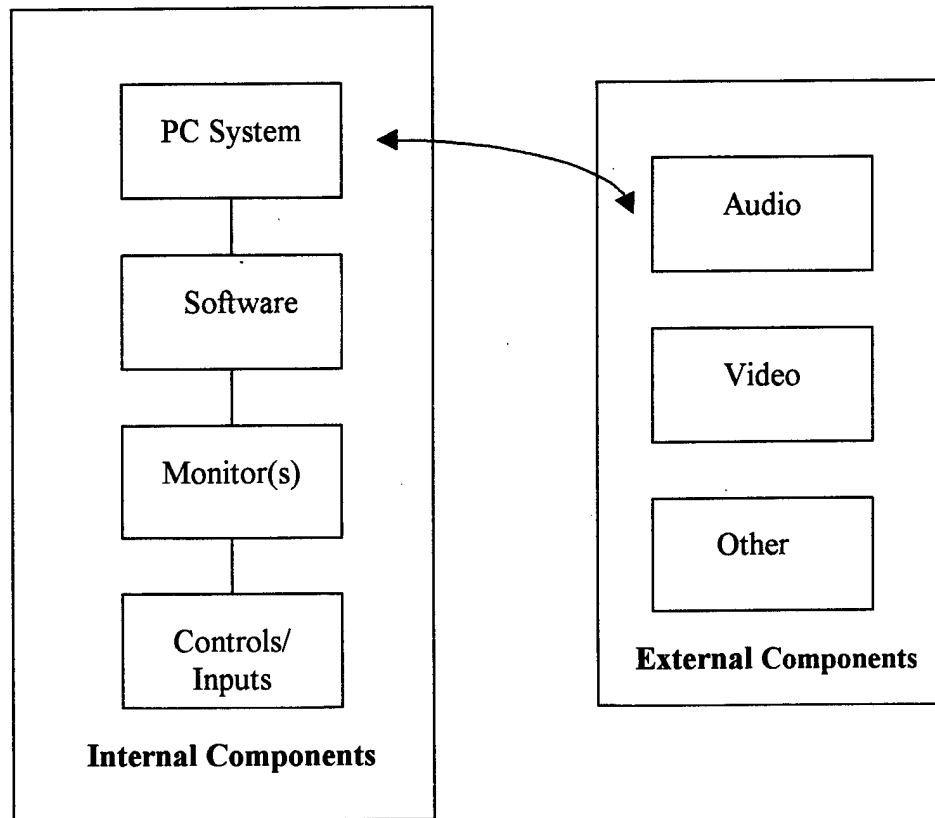 PC System
Software
Monitor(s)
Controls/
Inputs
Internal Components
Audio
Video
Other
External Components